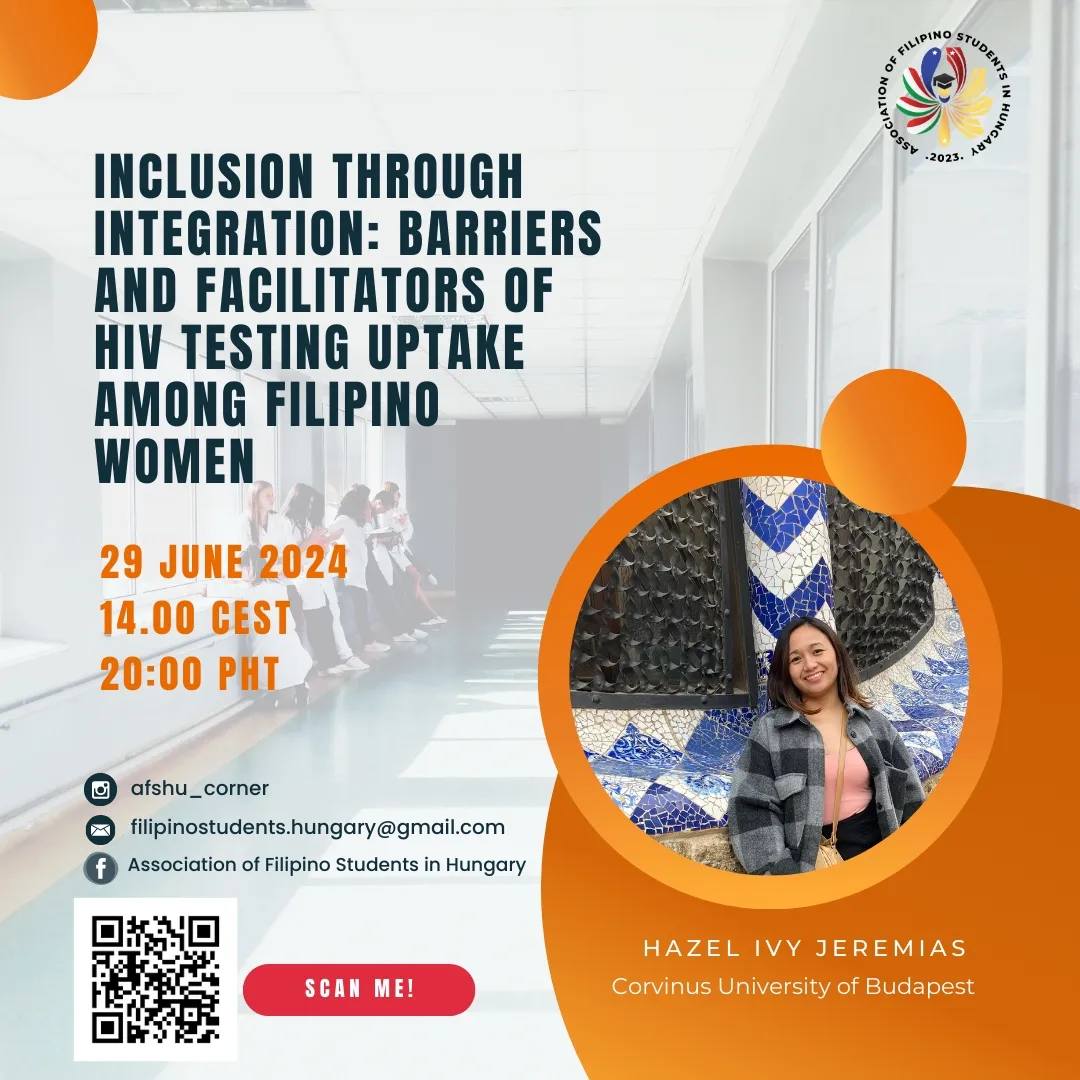 ASSOCIATION OF FILIPINO STUDENTS IN HUNGARY
·2023·
INCLUSION THROUGH
INTEGRATION: BARRIERS
AND FACILITATORS OF
HIV TESTING UPTAKE
AMONG FILIPINO
WOMEN
29 JUNE 2024
14.00 CEST
20:00 PHT
afshu_corner
filipinostudents.hungary@gmail.com
Association of Filipino Students in Hungary
SCAN ME!
HAZEL IVY JEREMIAS
Corvinus University of Budapest